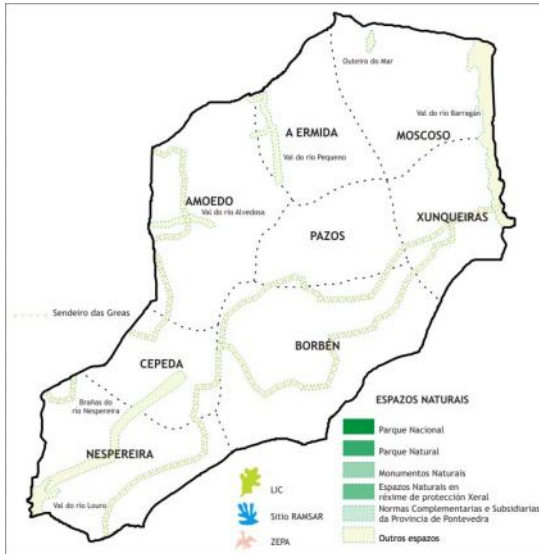 Outeiro do Mar
Val do río Barragán
A ERMIDA
MOSCOSO
Val do río Pequeno
AMOEDO
Val do río Alvedosa
XUNQUEIRAS
PAZOS
Sendeiro das Greas
BORBÉN
CEPEDA
Brañas do
río Nespereira
NESPEREIRA
Val do río Louro
ESPAZOS NATURAIS
Parque Nacional
Parque Natural
Monumentos Naturais
Espazos Naturais en
réxime de protección Xeral
Normas Complementarias e Subsidiarias
da Provincia de Pontevedra
Outros espazos
LIC
Sitio RAMSAR
ZEPA